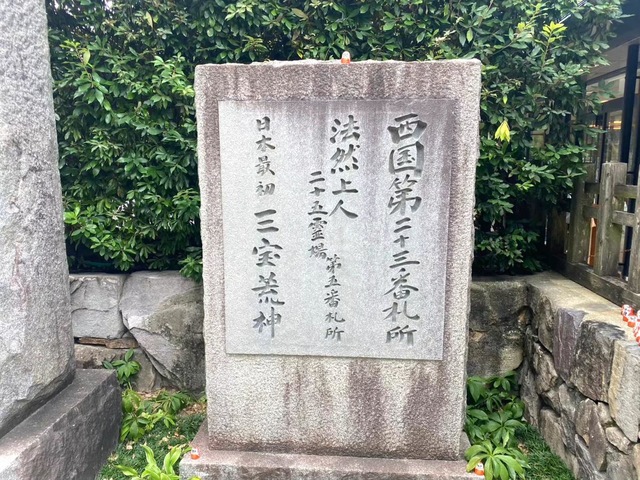 西国第二十三番札所
法然上人
二十五霊場
第五番札所
日本最初 三宝荒神